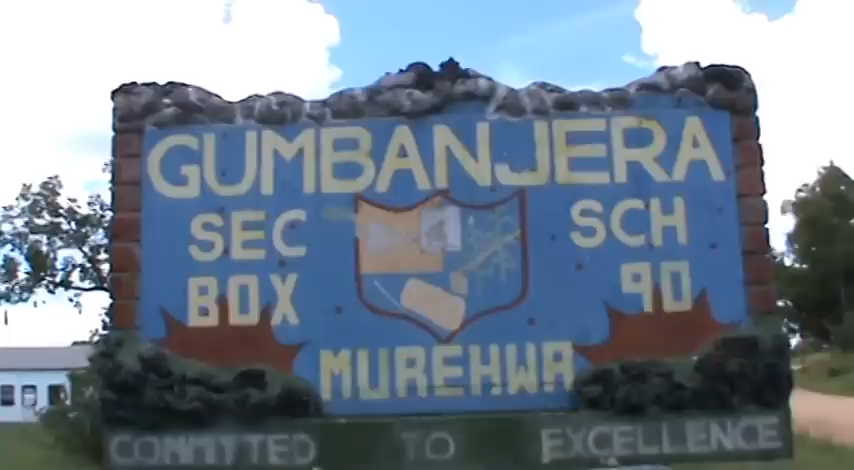 GUMBANJERA
SEC SCH
BOX 90
MUREHWA
COMMITTED TO EXCELLENCE